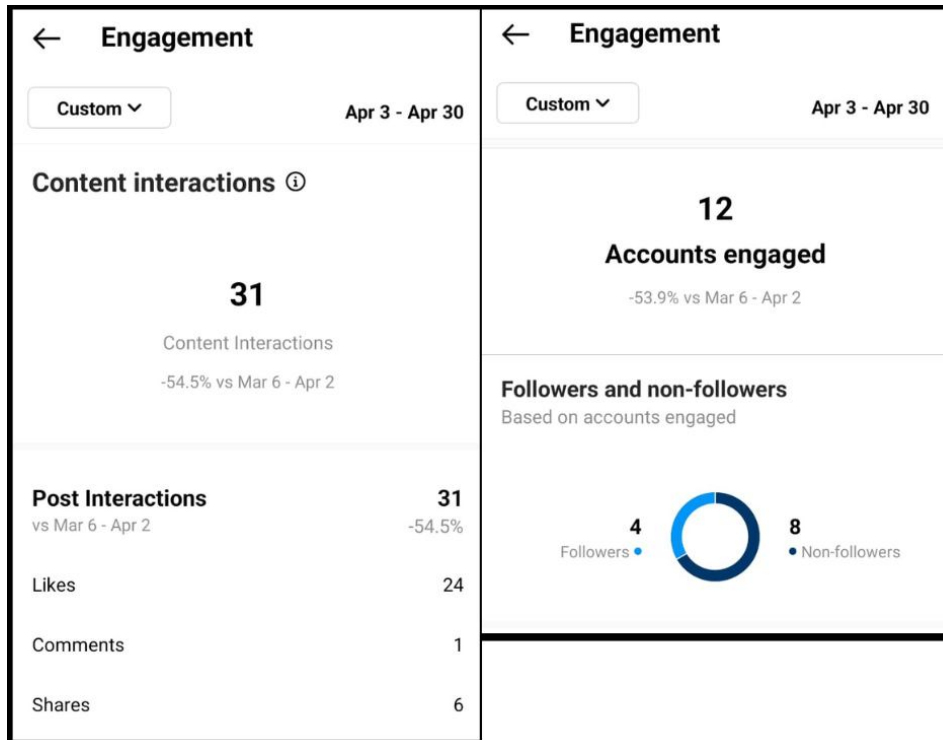 Engagement
Custom
Apr 3 - Apr 30
Content interactions
31
Content Interactions
-54.5% vs Mar 6 - Apr 2
Post Interactions 31
vs Mar 6 - Apr 2 -54.5%
Likes 24
Comments 1
Shares 6
Engagement
Custom
Apr 3 - Apr 30
12
Accounts engaged
-53.9% vs Mar 6 - Apr 2
Followers and non-followers
Based on accounts engaged
4
Followers
8
Non-followers